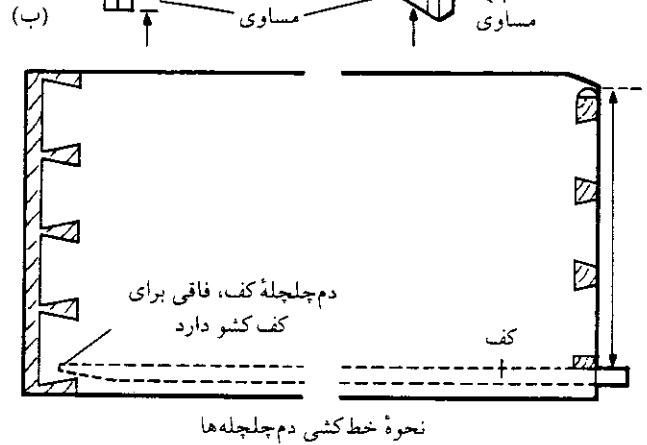 (ب)
مساوی
مساوی
دم‌چلچلهٔ کف، فاقی برای
کف کشو دارد
کف
نحوهٔ خط‌کشی دم‌چلچله‌ها